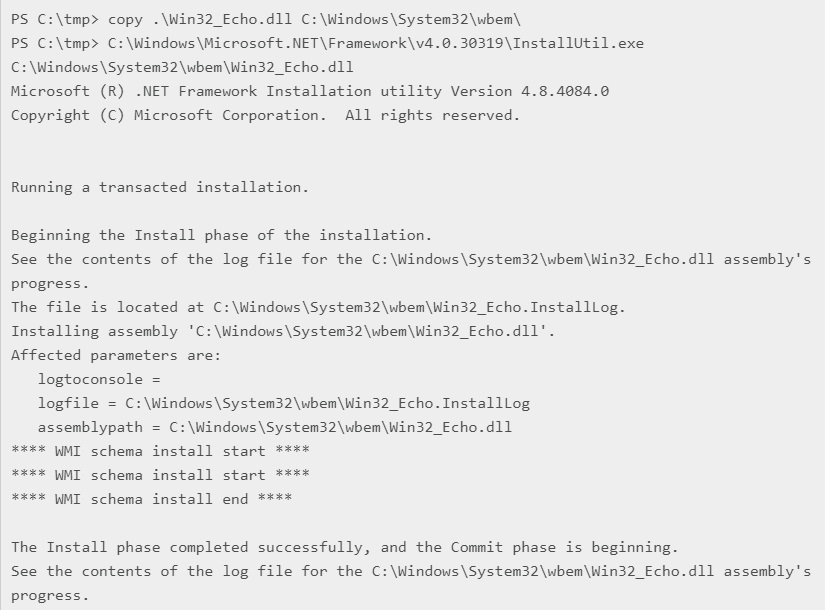 PS C:\tmp> copy .\Win32_Echo.dll C:\Windows\System32\wbem\
PS C:\tmp> C:\Windows\Microsoft.NET\Framework\v4.0.30319\InstallUtil.exe
C:\Windows\System32\wbem\Win32_Echo.dll
Microsoft (R) .NET Framework Installation utility Version 4.8.4084.0
Copyright (C) Microsoft Corporation.  All rights reserved.
Running a transacted installation.
Beginning the Install phase of the installation.
See the contents of the log file for the C:\Windows\System32\wbem\Win32_Echo.dll assembly's
progress.
The file is located at C:\Windows\System32\wbem\Win32_Echo.InstallLog.
Installing assembly 'C:\Windows\System32\wbem\Win32_Echo.dll'.
Affected parameters are:
   logtoconsole =
   logfile = C:\Windows\System32\wbem\Win32_Echo.InstallLog
   assemblypath = C:\Windows\System32\wbem\Win32_Echo.dll
**** WMI schema install start ****
**** WMI schema install start ****
**** WMI schema install end ****
The Install phase completed successfully, and the Commit phase is beginning.
See the contents of the log file for the C:\Windows\System32\wbem\Win32_Echo.dll assembly's
progress.